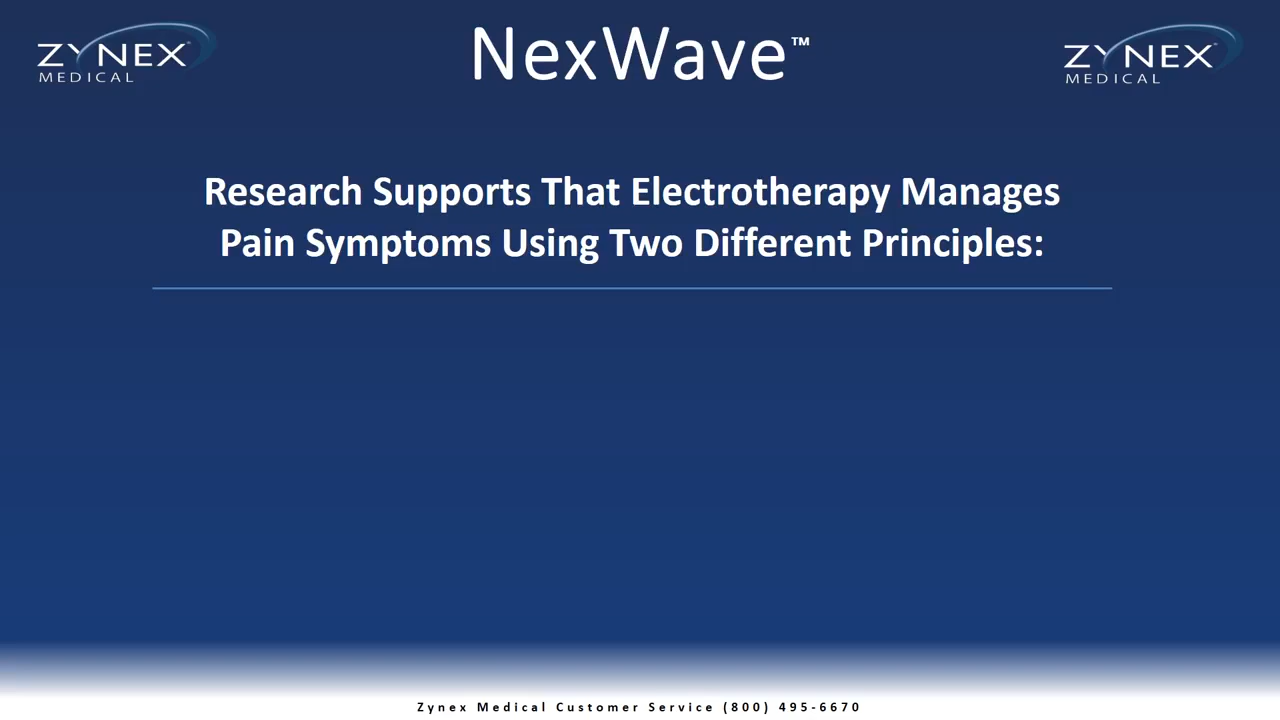 ZYNEX
MEDICAL
NexWave™
ZYNEX
MEDICAL
Research Supports That Electrotherapy Manages
Pain Symptoms Using Two Different Principles:
Zynex Medical Customer Service (800) 495-6670